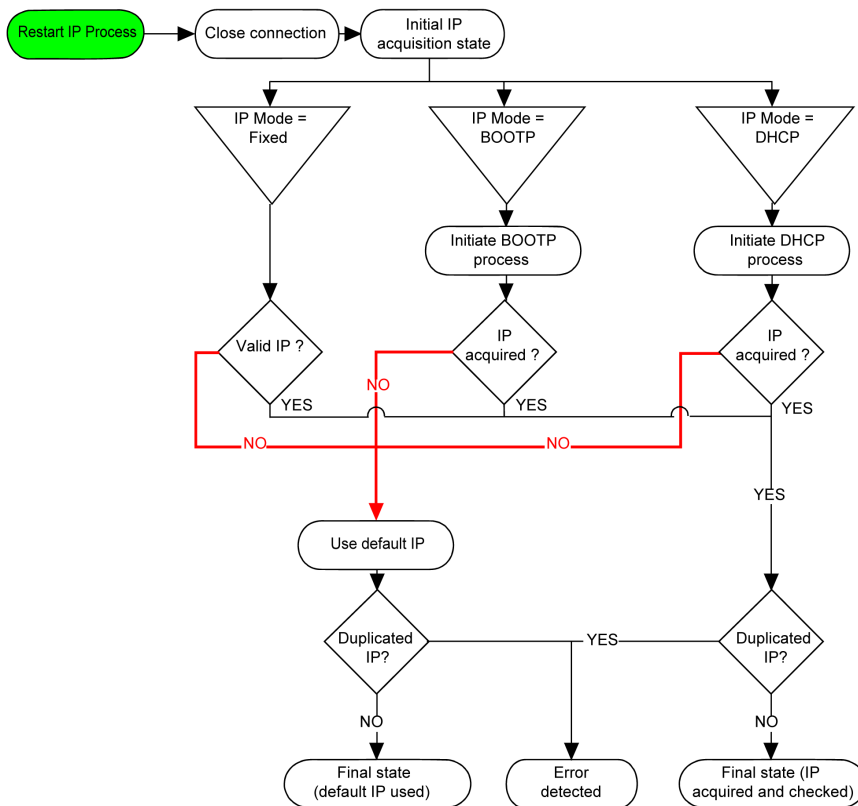 Restart IP Process
Close connection
Initial IP
acquisition state
IP Mode =
Fixed
IP Mode =
BOOTP
IP Mode =
DHCP
Initiate BOOTP
process
Initiate DHCP
process
Valid IP ?
IP
acquired ?
IP
acquired ?
NO
YES
YES
YES
NO
NO
YES
Use default IP
Duplicated
IP?
YES
Duplicated
IP?
NO
NO
Final state
(default IP used)
Error
detected
Final state (IP
acquired and checked)